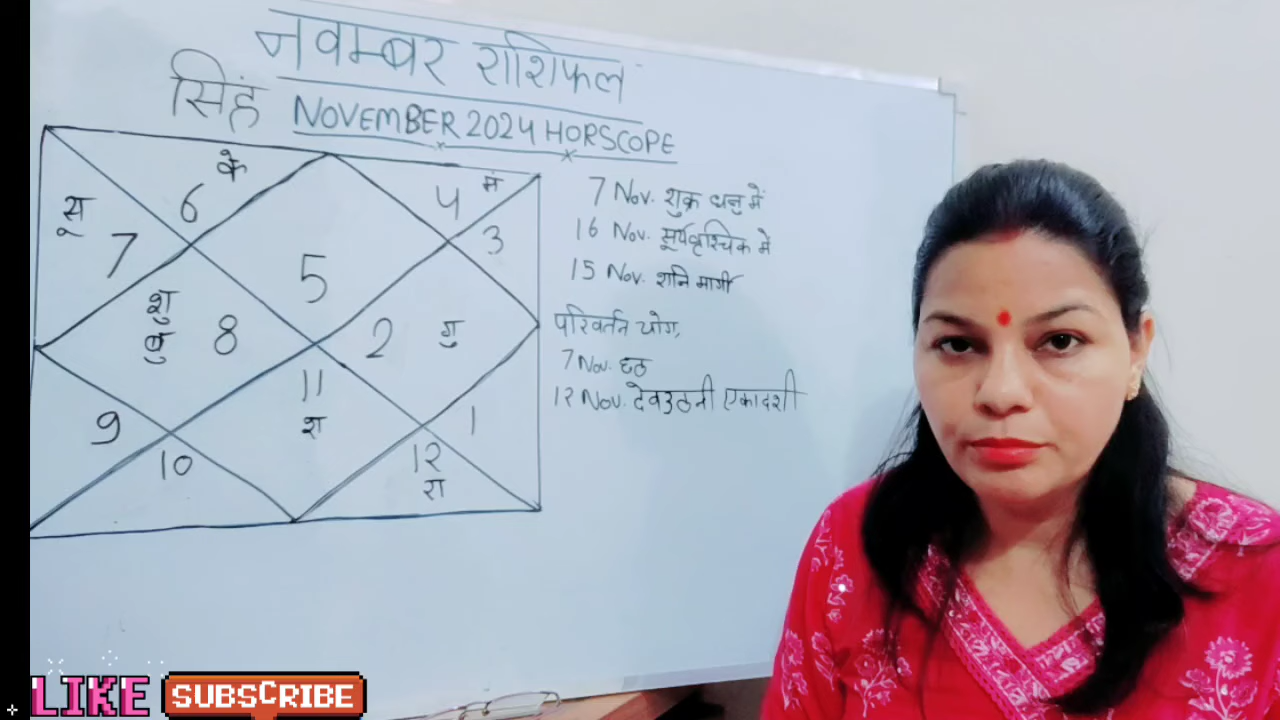 नवम्बर राशिफल
सिंह NOVEMBER 2024 HORSCOPE
के
6
4 मं
सू
7
3
5
शु
बु
8
2 गु
11
श
9
10
1
12
रा
7 Nov. शुक्र धनु में
16 Nov. सूर्य वृश्चिक में
15 Nov. शनि मार्गी
परिवर्तन योग,
7 Nov. छठ
12 Nov. देवउठनी एकादशी
LIKE SUBSCRIBE